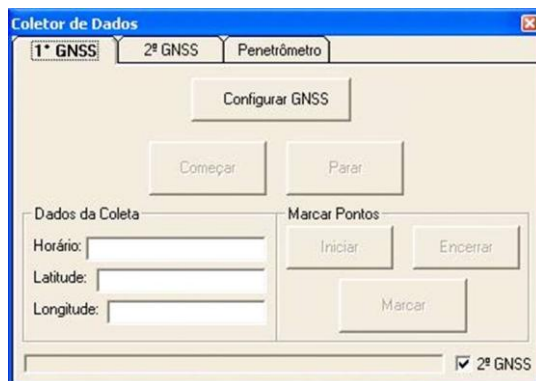 Coletor de Dados
1ª GNSS 2ª GNSS Penetrômetro
Configurar GNSS
Começar Parar
Dados da Coleta Marcar Pontos
Horário: Iniciar Encerrar
Latitude:
Longitude: Marcar
2ª GNSS